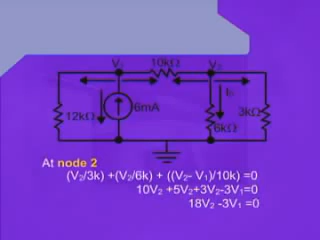 V₁ 10kΩ V₂
I₀
12kΩ 6mA 3kΩ
6kΩ
At node 2
(V₂/3k) +(V₂/6k) + ((V₂- V₁)/10k) =0
10V₂ +5V₂+3V₂-3V₁=0
18V₂ -3V₁ =0